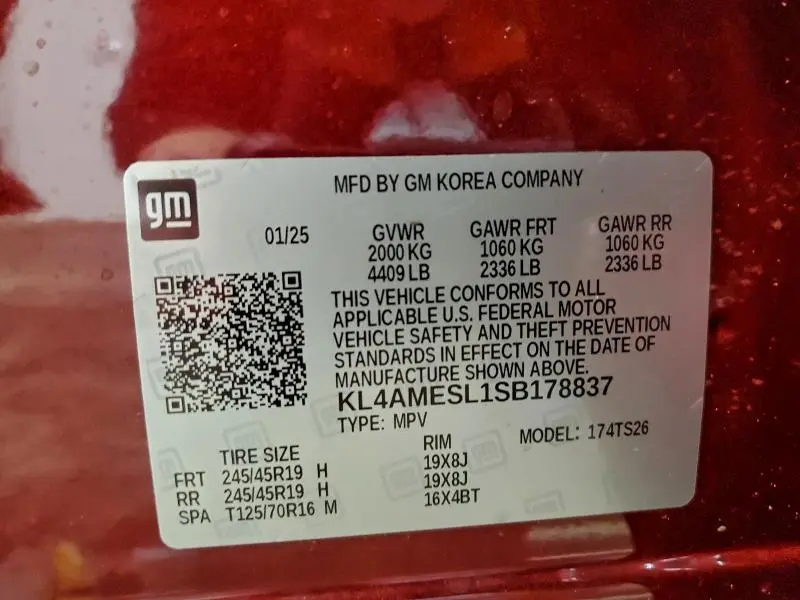 gm
MFD BY GM KOREA COMPANY
01/25 GVWR GAWR FRT GAWR RR
2000 KG 1060 KG 1060 KG
4409 LB 2336 LB 2336 LB
THIS VEHICLE CONFORMS TO ALL
APPLICABLE U.S. FEDERAL MOTOR
VEHICLE SAFETY AND THEFT PREVENTION
STANDARDS IN EFFECT ON THE DATE OF
MANUFACTURE SHOWN ABOVE.
KL4AMESL1SB178837
TYPE: MPV MODEL: 174TS26
TIRE SIZE RIM
FRT 245/45R19 H 19X8J
RR 245/45R19 H 19X8J
SPA T125/70R16 M 16X4BT